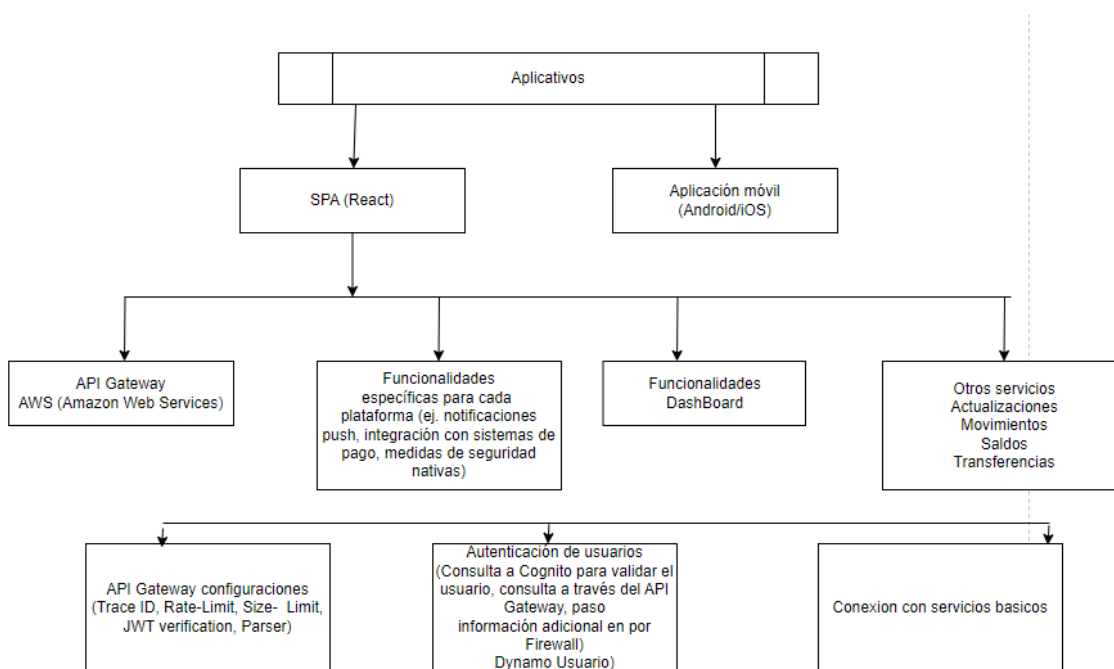 Aplicativos
SPA (React)
Aplicación móvil
(Android/iOS)
API Gateway
AWS (Amazon Web Services)
Funcionalidades
específicas para cada
plataforma (ej. notificaciones
push, integración con sistemas de
pago, medidas de seguridad
nativas)
Funcionalidades
DashBoard
Otros servicios
Actualizaciones
Movimientos
Saldos
Transferencias
API Gateway configuraciones
(Trace ID, Rate-Limit, Size- Limit,
JWT verification, Parser)
Autenticación de usuarios
(Consulta a Cognito para validar el
usuario, consulta a través del API
Gateway, paso
información adicional en por
Firewall)
Dynamo Usuario)
Conexion con servicios basicos